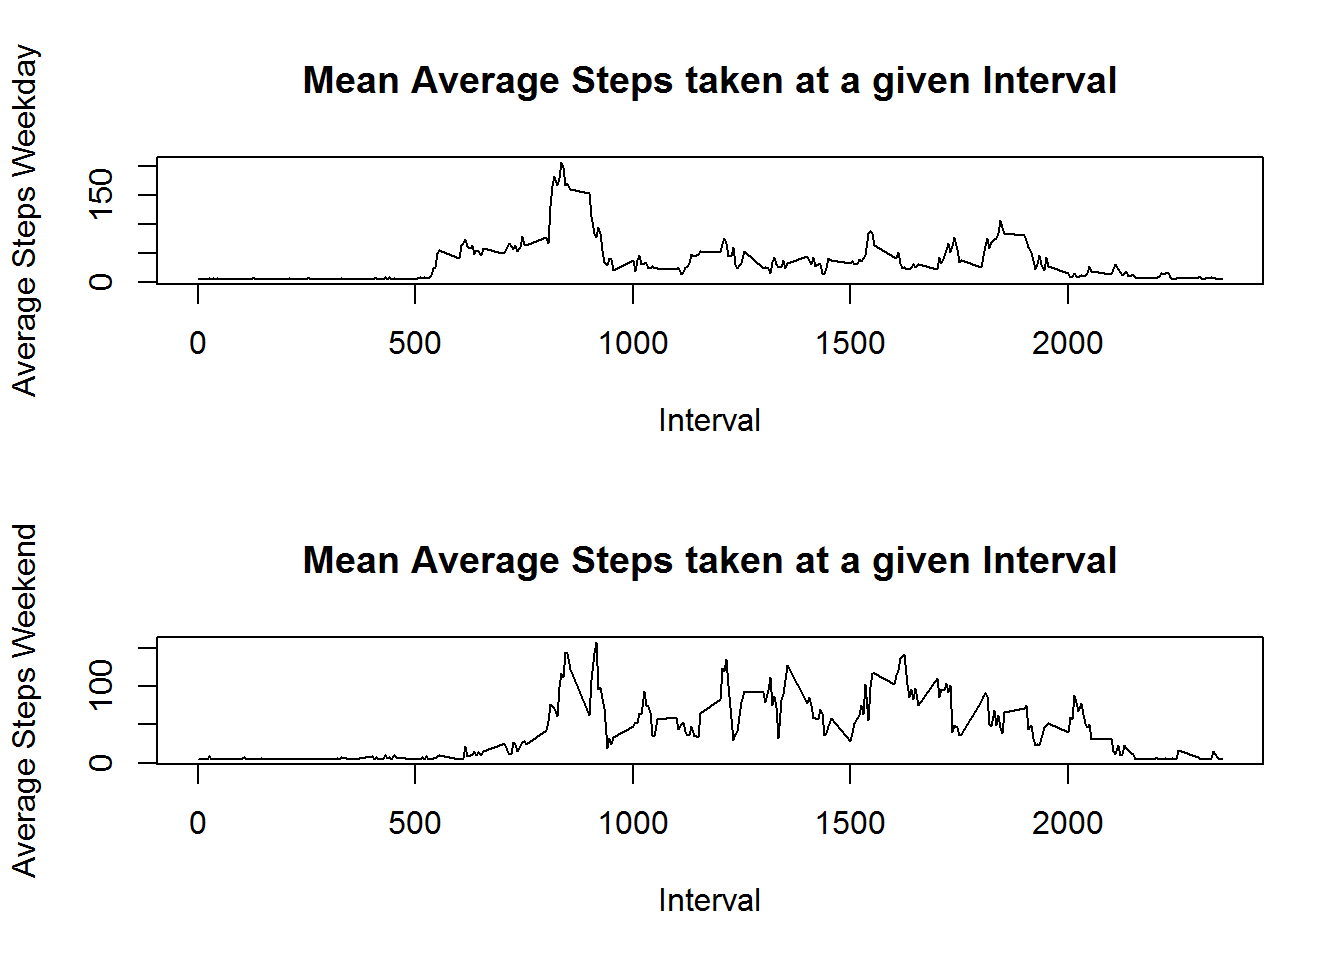 Mean Average Steps taken at a given Interval
Average Steps Weekday
150
0
0 500 1000 1500 2000
Interval
Mean Average Steps taken at a given Interval
Average Steps Weekend
100
0
0 500 1000 1500 2000
Interval